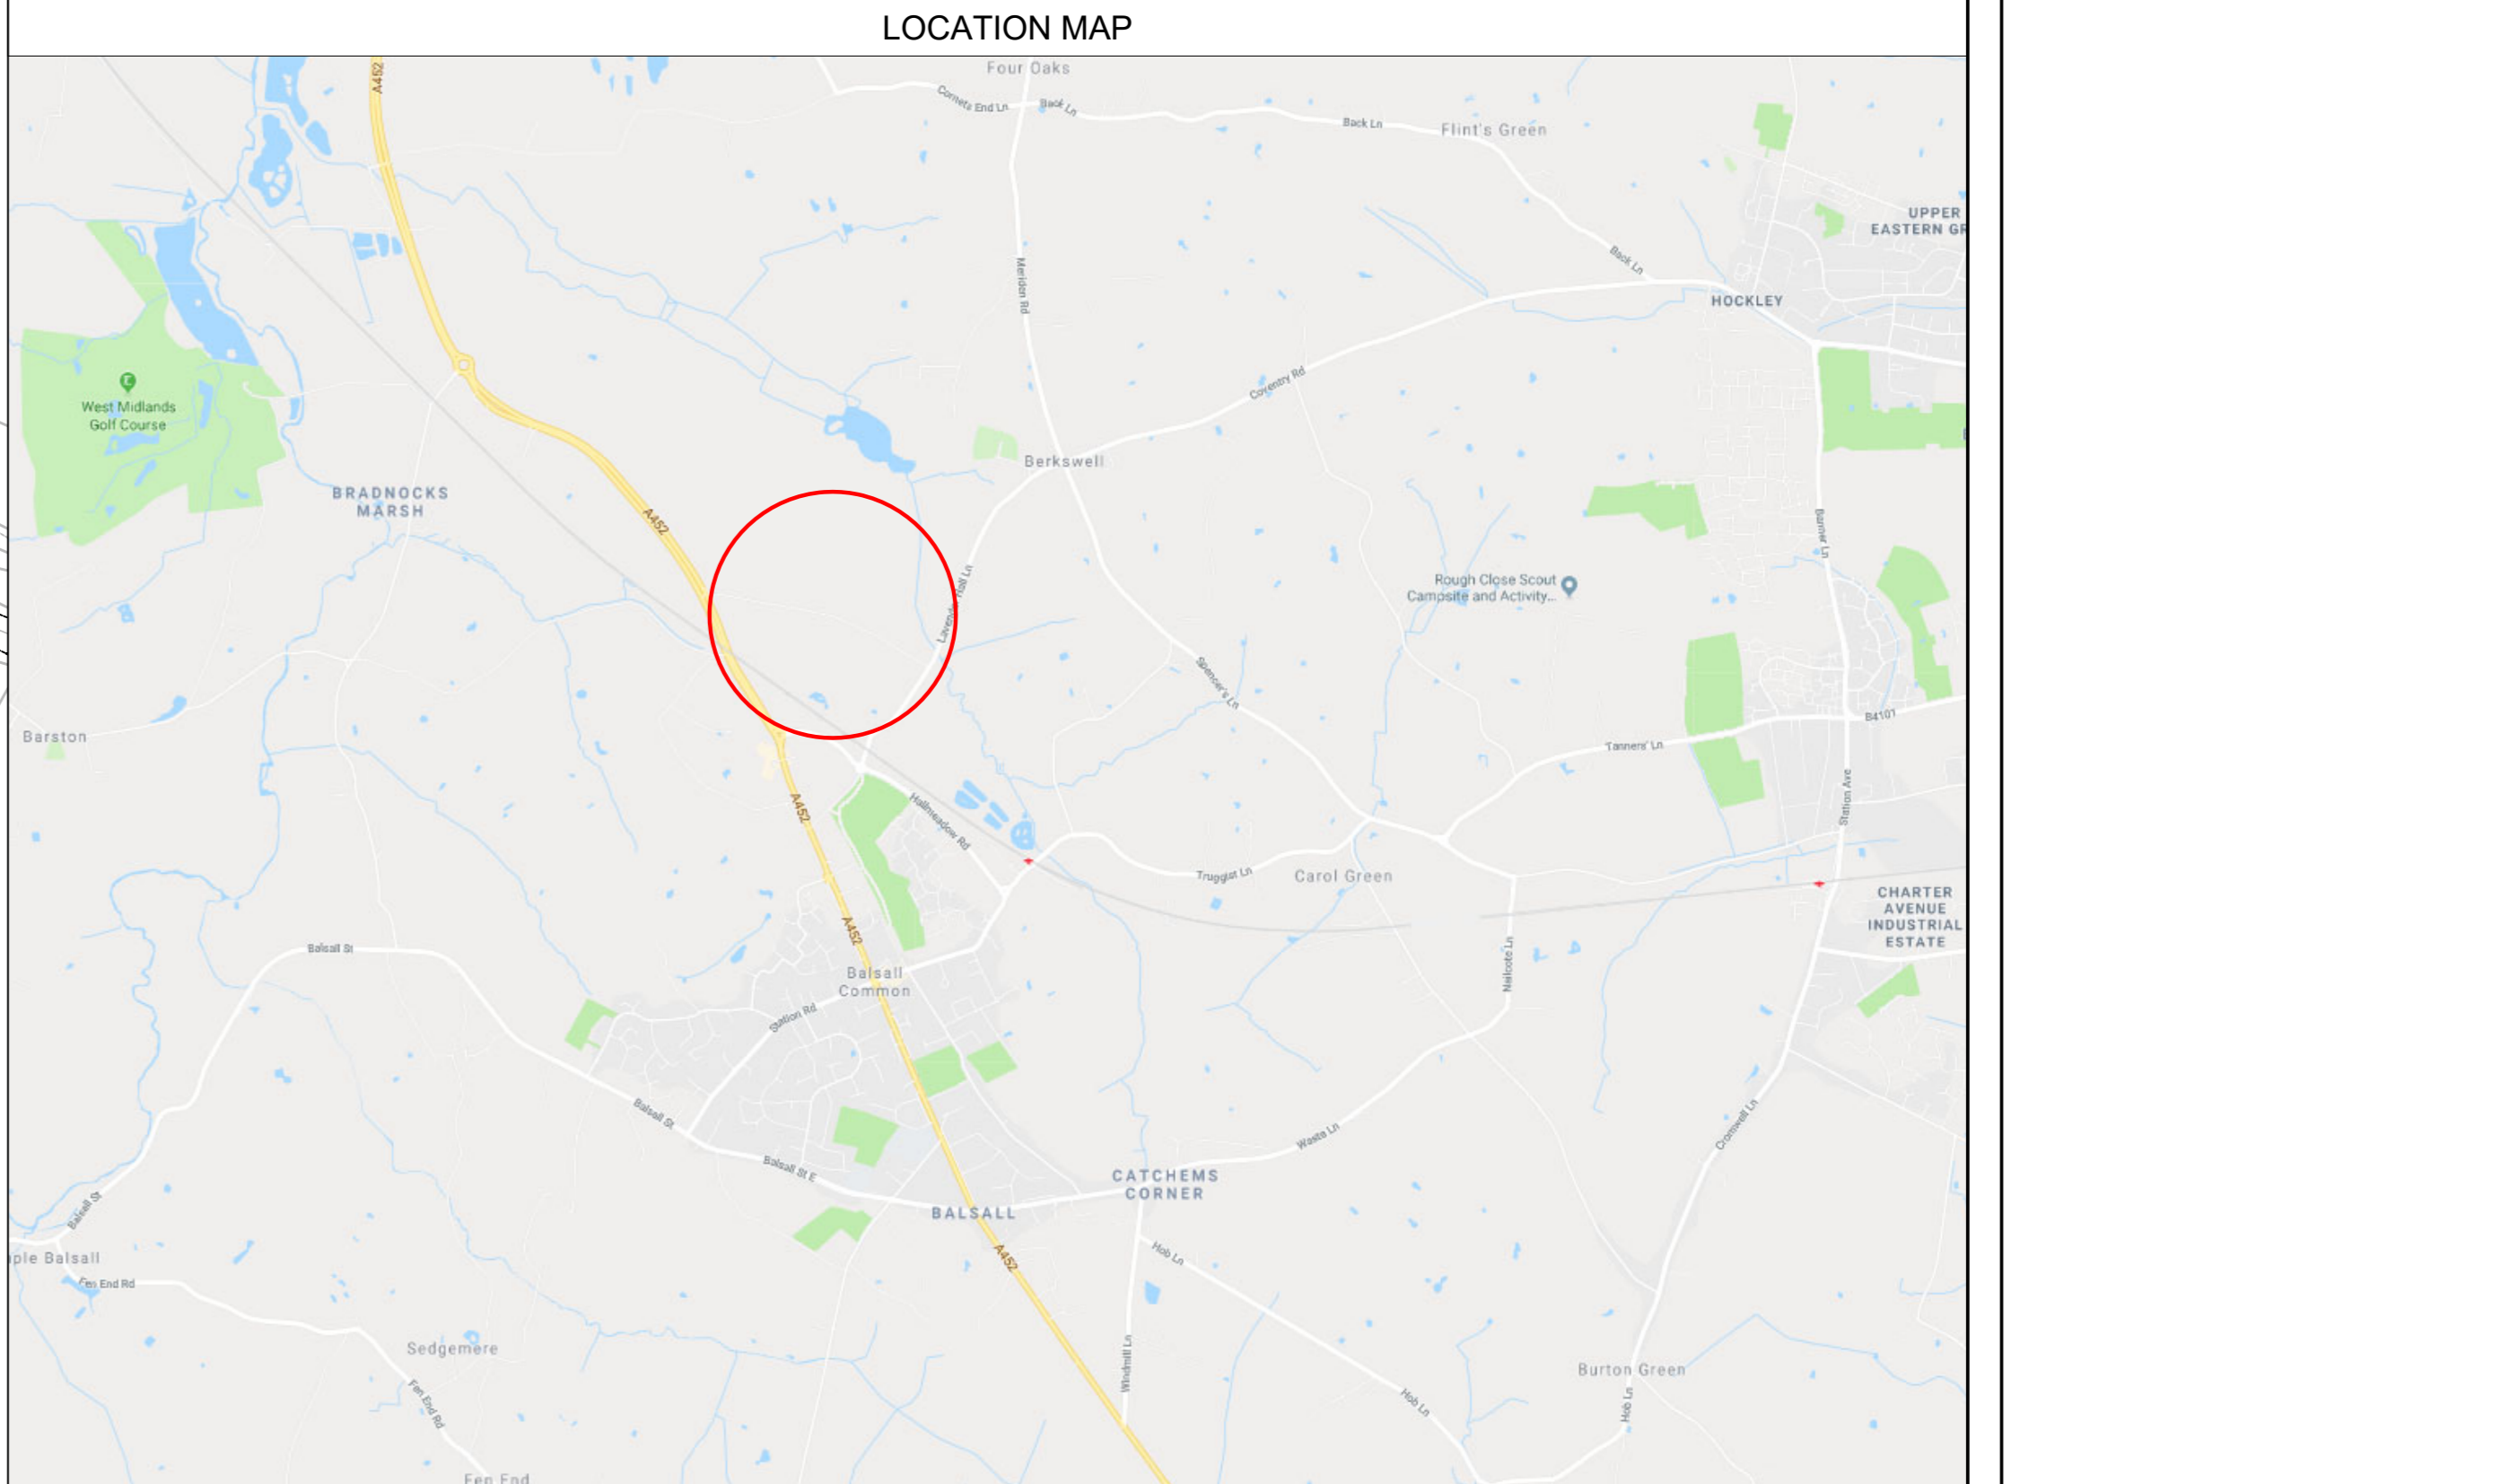 LOCATION MAP
A452
Four Oaks
Cornets End Ln
Back Ln
Back Ln
Flint's Green
UPPER
EASTERN GR
Back Ln
Meriden Rd
HOCKLEY
Coventry Rd
West Midlands
Golf Course
Berkswell
BRADNOCKS
MARSH
A452
Banner Ln
Rough Close Scout
Campsite and Activity...
Lavender Hall Ln
Spencer's Ln
Barston
B4101
Tanners' Ln
Station Ave
A452
Hallmeadow Rd
Truggist Ln
Carol Green
CHARTER
AVENUE
INDUSTRIAL
ESTATE
A452
Balsall St
Nailcote Ln
Balsall
Common
Station Rd
Balsall St
Waste Ln
Cromwell Ln
Balsall St E
CATCHEMS
CORNER
Balsall St
BALSALL
A452
Hob Ln
ple Balsall
Fen End Rd
Sedgemere
Windmill Ln
Burton Green
Fen End Rd
Hob Ln
Hob Ln
Fen End